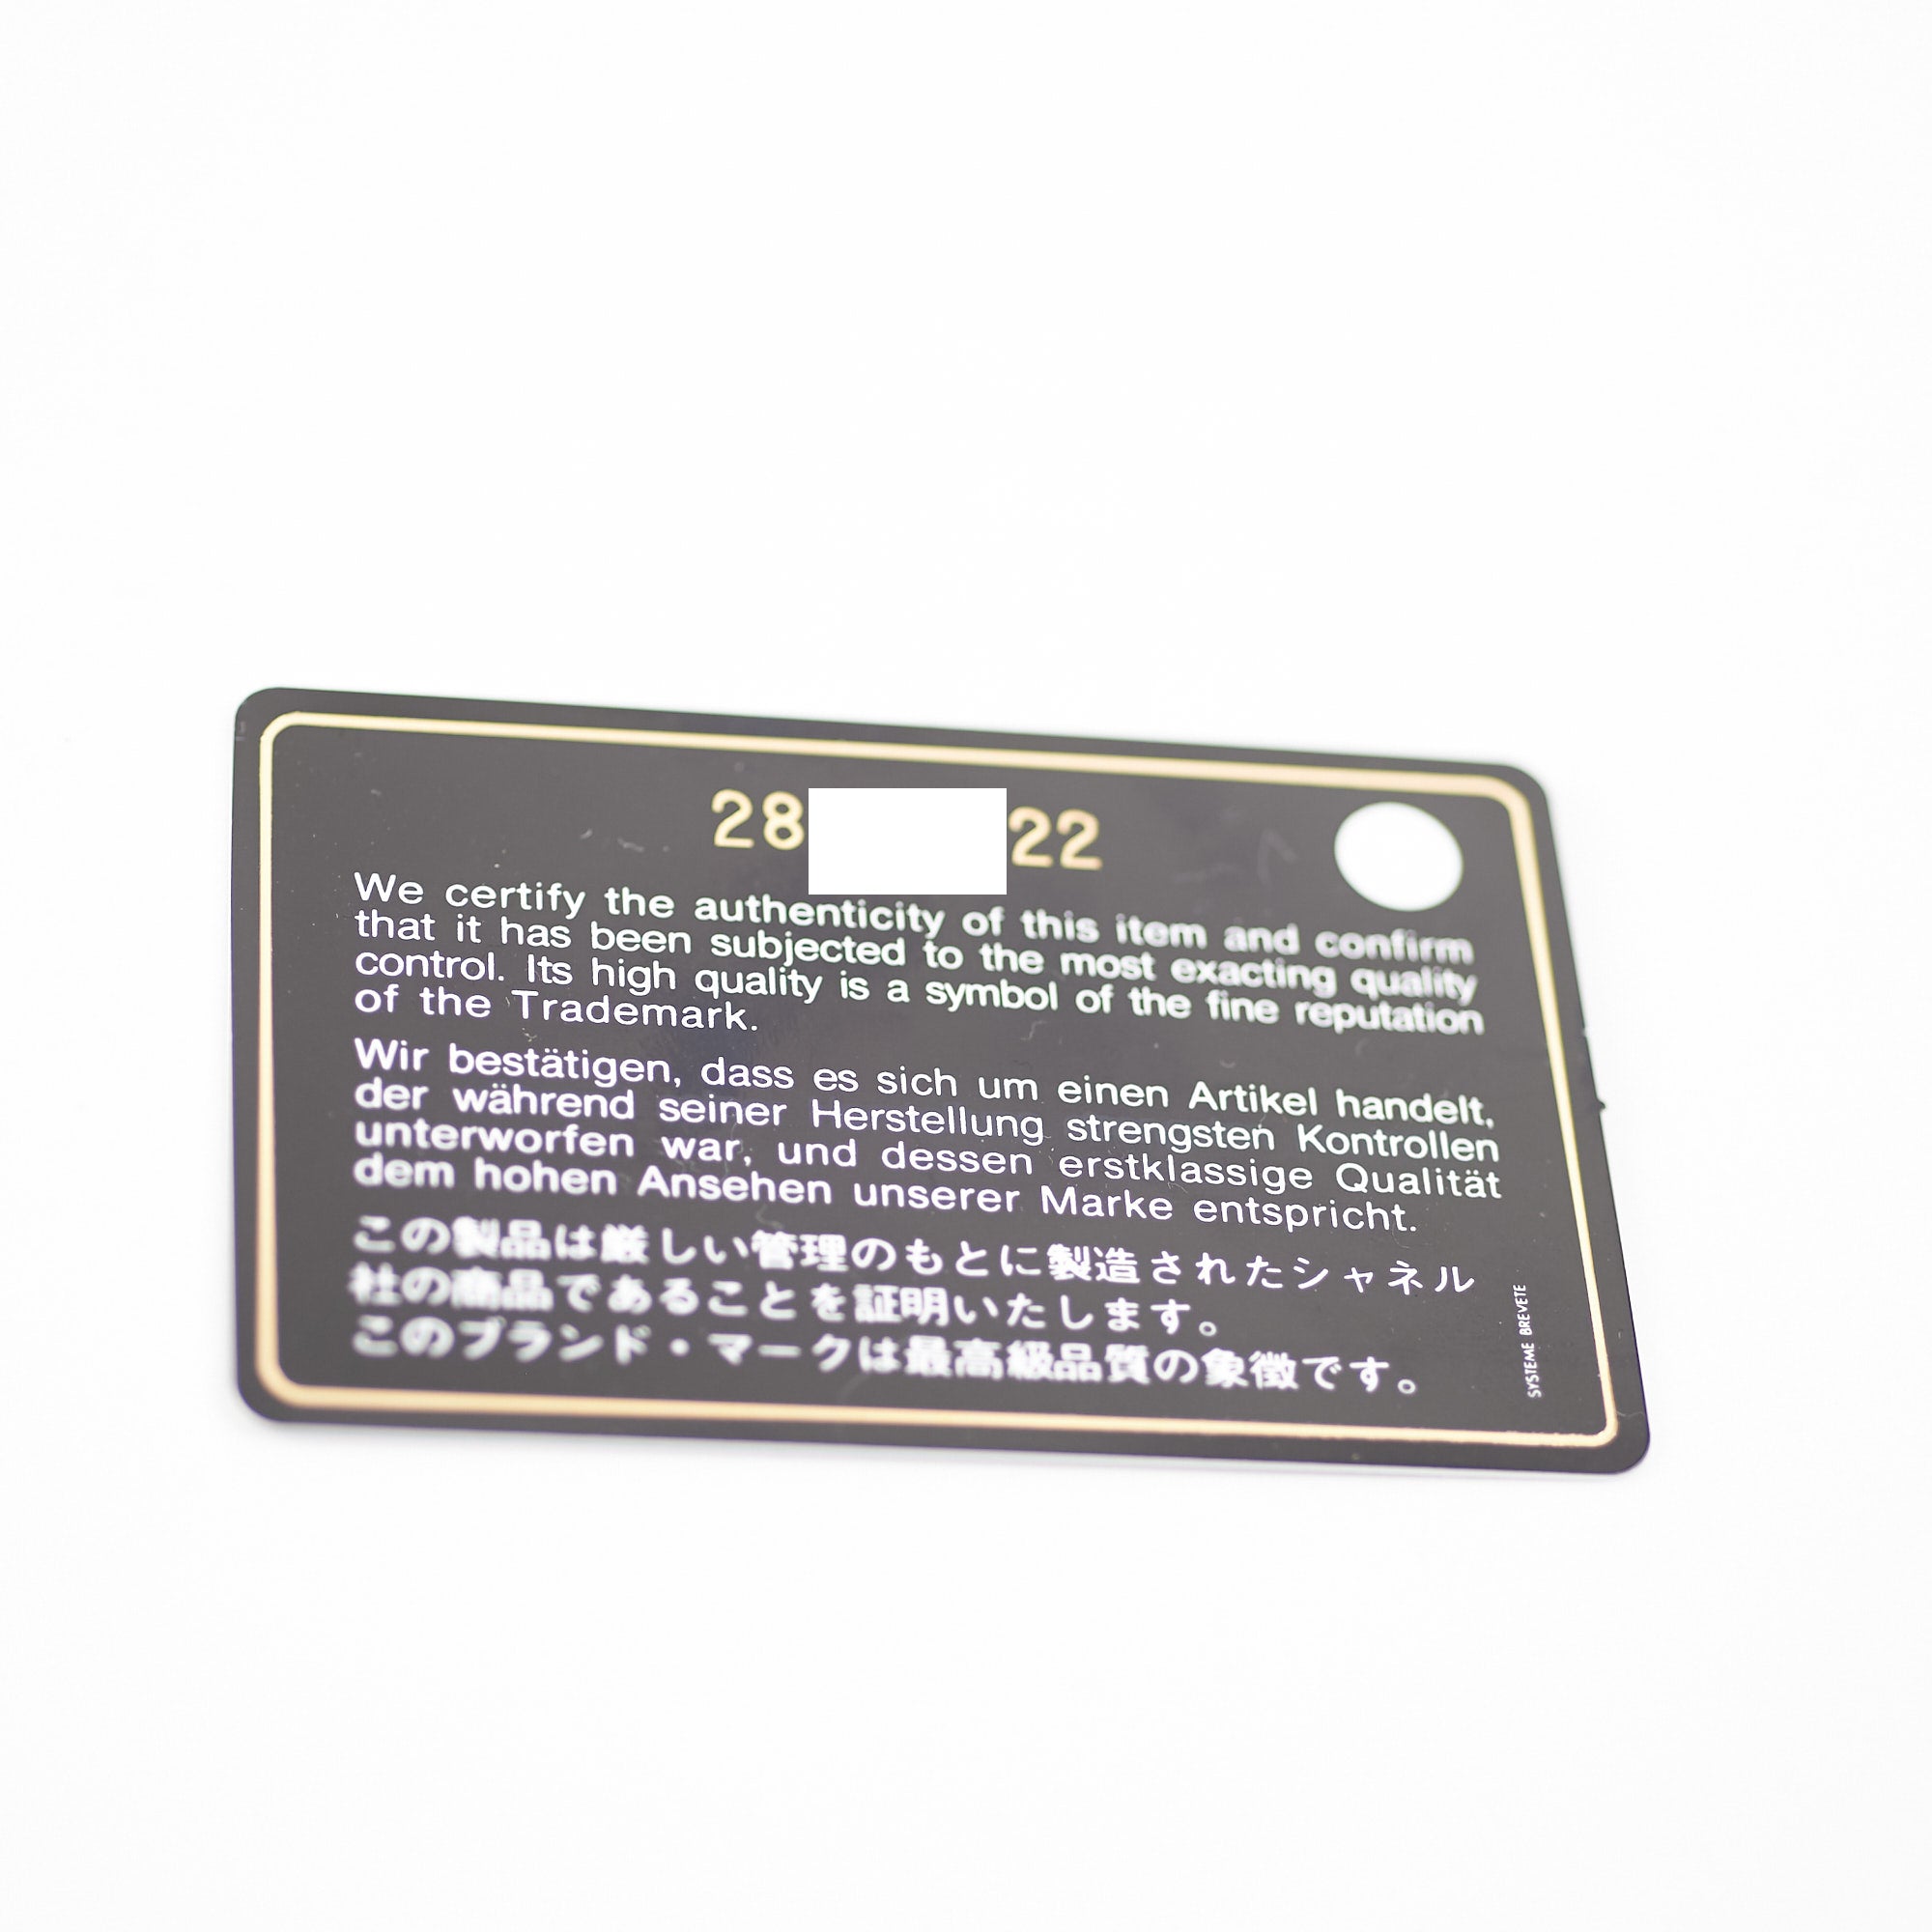 28 22
We certify the authenticity of this item and confirm
that it has been subjected to the most exacting quality
control. Its high quality is a symbol of the fine reputation
of the Trademark.
Wir bestätigen, dass es sich um einen Artikel handelt,
der während seiner Herstellung strengsten Kontrollen
unterworfen war, und dessen erstklassige Qualität
dem hohen Ansehen unserer Marke entspricht.
この製品は厳しい管理のもとに製造されたシャネル
社の商品であることを証明いたします。
このブランド・マークは最高級品質の象徴です。
SYSTEME BREVETE